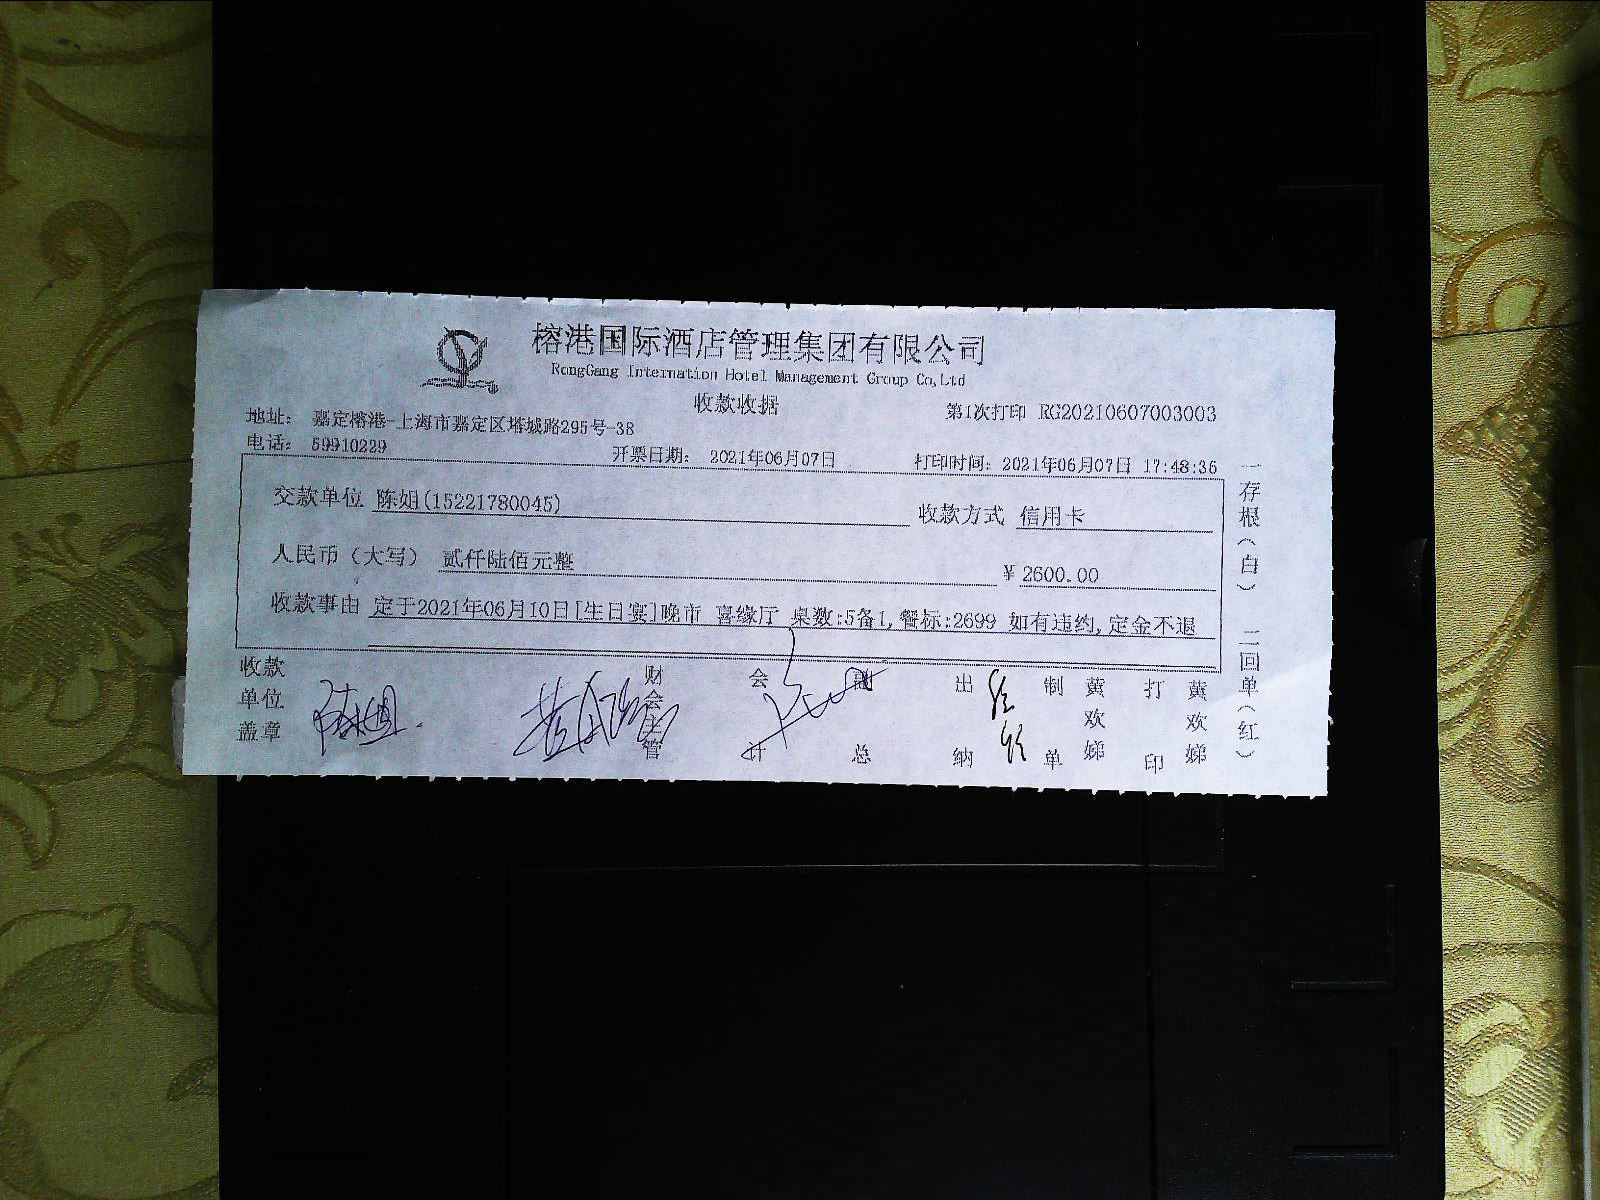 榕港国际酒店管理集团有限公司
RongGang Internation Hotel Management Group Co,Ltd
收款收据
第1次打印 RG20210607003003
地址: 嘉定榕港-上海市嘉定区塔城路295号-38
电话: 59910229
开票日期: 2021年06月07日
打印时间: 2021年06月07日 17:48:36
交款单位 陈姐(15221780045)
收款方式 信用卡
人民币(大写) 贰仟陆佰元整
¥ 2600.00
收款事由 定于2021年06月10日[生日宴]晚市 喜缘厅 桌数:5备1,餐标:2699 如有违约,定金不退
收款单位盖章
财会主管
会计
副总
出纳
制单
黄欢娣
打印
黄欢娣
一存根(白) 二回单(红)